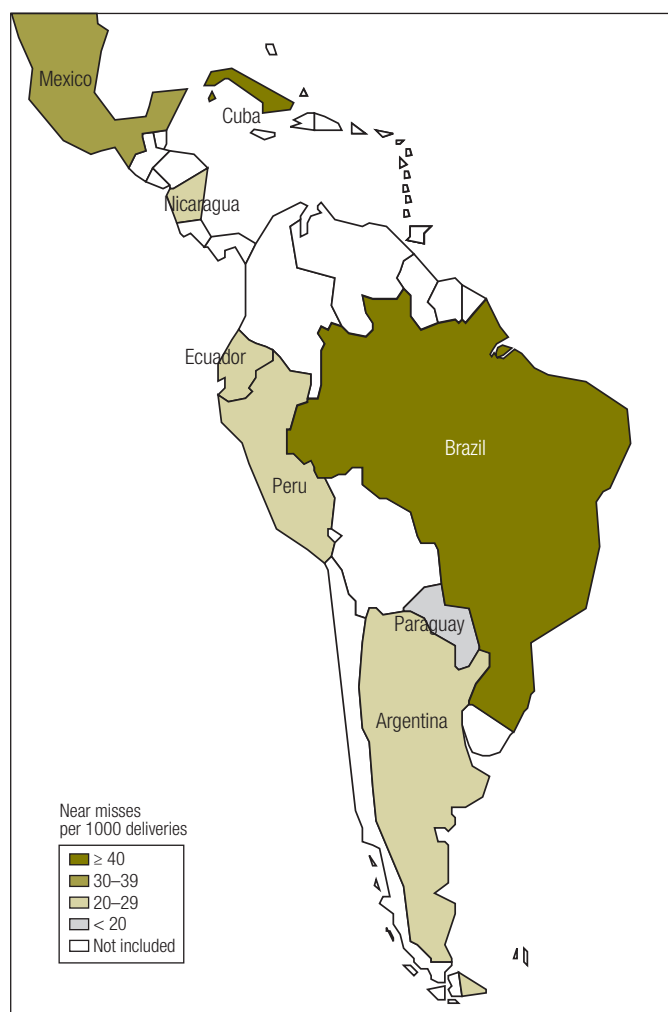 Mexico
Cuba
Nicaragua
Ecuador
Brazil
Peru
Paraguay
Argentina
Near misses
per 1000 deliveries
≥ 40
30–39
20–29
< 20
Not included